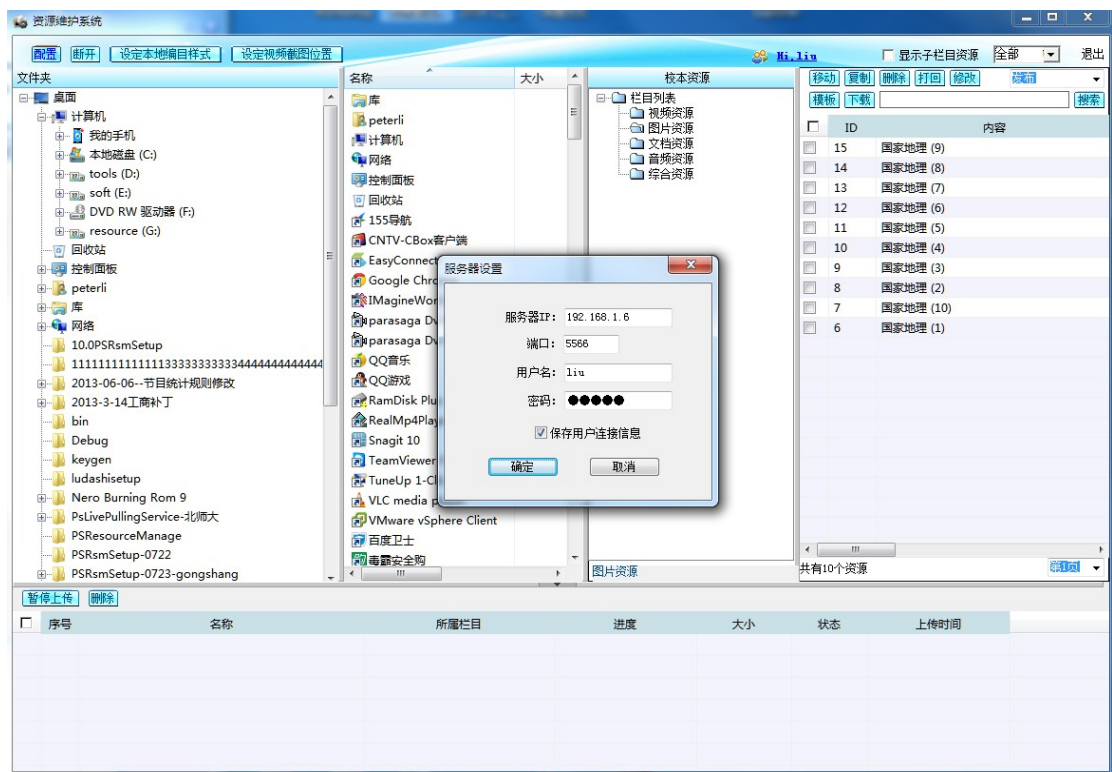 资源维护系统
配置 断开 设定本地编目样式 设定视频截图位置 Hi,liu 显示子栏目资源 全部 退出
文件夹
桌面
计算机
我的手机
本地磁盘 (C:)
tools (D:)
soft (E:)
DVD RW 驱动器 (F:)
resource (G:)
回收站
控制面板
peterli
库
网络
10.0PSRsmSetup
2013-06-06--节目统计规则修改
2013-3-14工商补丁
bin
Debug
keygen
ludashisetup
Nero Burning Rom 9
PsLivePullingService-北师大
PSResourceManage
PSRsmSetup-0722
PSRsmSetup-0723-gongshang
名称 大小
库
peterli
计算机
网络
控制面板
回收站
155导航
CNTV-CBox客户端
EasyConnect
Google Chro
IMagineWor
parasaga Dv
parasaga Dv
QQ音乐
QQ游戏
RamDisk Plu
RealMp4Play
Snagit 10
TeamViewer
TuneUp 1-Cl
VLC media p
VMware vSphere Client
百度卫士
毒霸安全购
校本资源
栏目列表
视频资源
图片资源
文档资源
音频资源
综合资源
图片资源
移动 复制 删除 打回 修改 发布
模板 下载 搜索
ID 内容
15 国家地理 (9)
14 国家地理 (8)
13 国家地理 (7)
12 国家地理 (6)
11 国家地理 (5)
10 国家地理 (4)
9 国家地理 (3)
8 国家地理 (2)
7 国家地理 (10)
6 国家地理 (1)
共有10个资源 第1页
服务器设置
服务器IP: 192.168.1.6
端口: 5566
用户名: liu
密码: ●●●●●
保存用户连接信息
确定 取消
暂停上传 删除
序号 名称 所属栏目 进度 大小 状态 上传时间